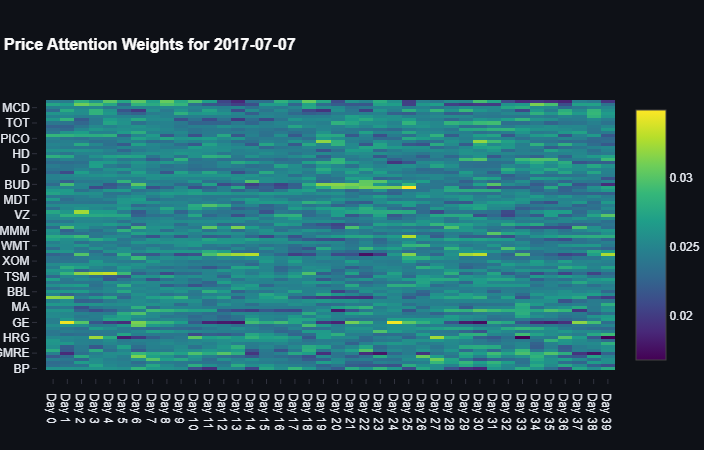 Price Attention Weights for 2017-07-07
MCD
TOT
PICO
HD
D
BUD
MDT
VZ
MMM
WMT
XOM
TSM
BBL
MA
GE
HRG
GMRE
BP
0.03
0.025
0.02
Day 0
Day 1
Day 2
Day 3
Day 4
Day 5
Day 6
Day 7
Day 8
Day 9
Day 10
Day 11
Day 12
Day 13
Day 14
Day 15
Day 16
Day 17
Day 18
Day 19
Day 20
Day 21
Day 22
Day 23
Day 24
Day 25
Day 26
Day 27
Day 28
Day 29
Day 30
Day 31
Day 32
Day 33
Day 34
Day 35
Day 36
Day 37
Day 38
Day 39